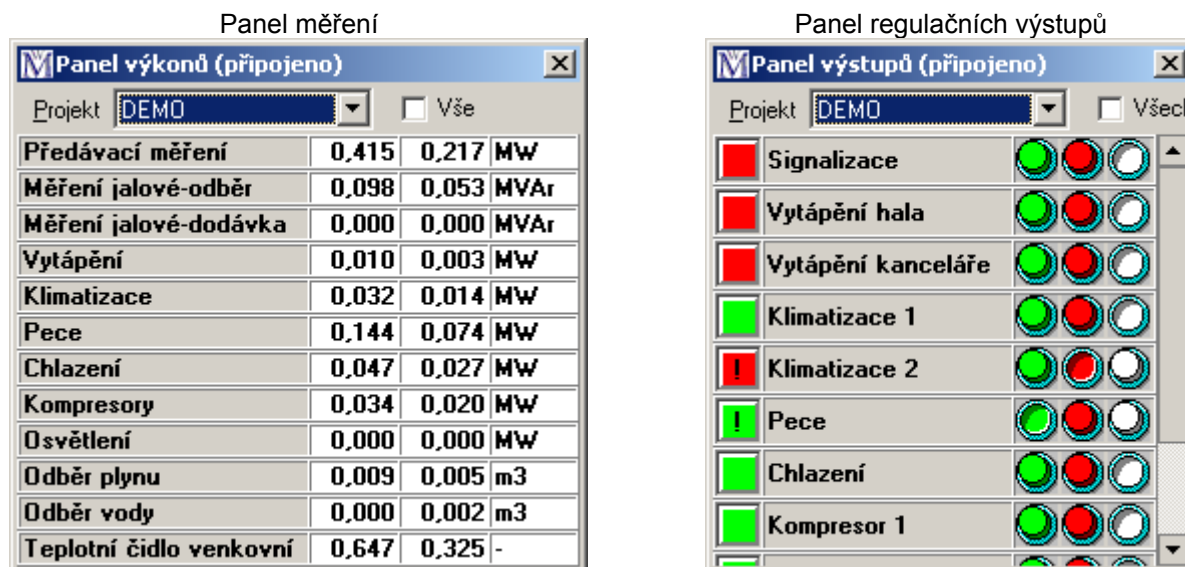 Panel měření
Panel výkonů (připojeno)
Projekt DEMO Vše
Předávací měření 0,415 0,217 MW
Měření jalové-odběr 0,098 0,053 MVAr
Měření jalové-dodávka 0,000 0,000 MVAr
Vytápění 0,010 0,003 MW
Klimatizace 0,032 0,014 MW
Pece 0,144 0,074 MW
Chlazení 0,047 0,027 MW
Kompresory 0,034 0,020 MW
Osvětlení 0,000 0,000 MW
Odběr plynu 0,009 0,005 m3
Odběr vody 0,000 0,002 m3
Teplotní čidlo venkovní 0,647 0,325 -
Panel regulačních výstupů
Panel výstupů (připojeno)
Projekt DEMO Všech
Signalizace
Vytápění hala
Vytápění kanceláře
Klimatizace 1
! Klimatizace 2
! Pece
Chlazení
Kompresor 1